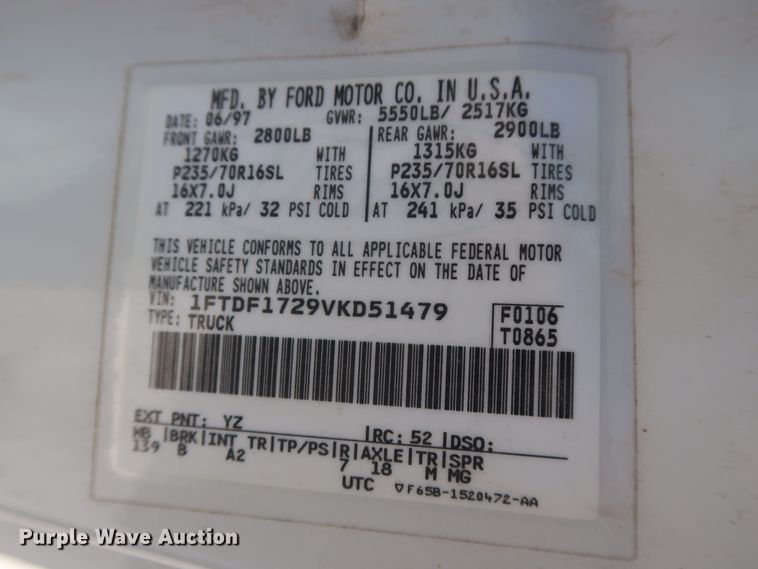 MFD. BY FORD MOTOR CO. IN U.S.A.
DATE: 06/97 GVWR: 5550LB/ 2517KG
FRONT GAWR: 2800LB REAR GAWR: 2900LB
1270KG WITH 1315KG WITH
P235/70R16SL TIRES P235/70R16SL TIRES
16X7.0J RIMS 16X7.0J RIMS
AT 221 kPa/ 32 PSI COLD AT 241 kPa/ 35 PSI COLD
THIS VEHICLE CONFORMS TO ALL APPLICABLE FEDERAL MOTOR
VEHICLE SAFETY STANDARDS IN EFFECT ON THE DATE OF
MANUFACTURE SHOWN ABOVE.
VIN: 1FTDF1729VKD51479 F0106
TYPE: TRUCK T0865
EXT PNT: YZ RC: 52 DSO:
WB BRK INT TR TP/PS R AXLE TR SPR
139 B A2 7 18 M MG
UTC ▽F65B-1520472-AA
Purple Wave Auction